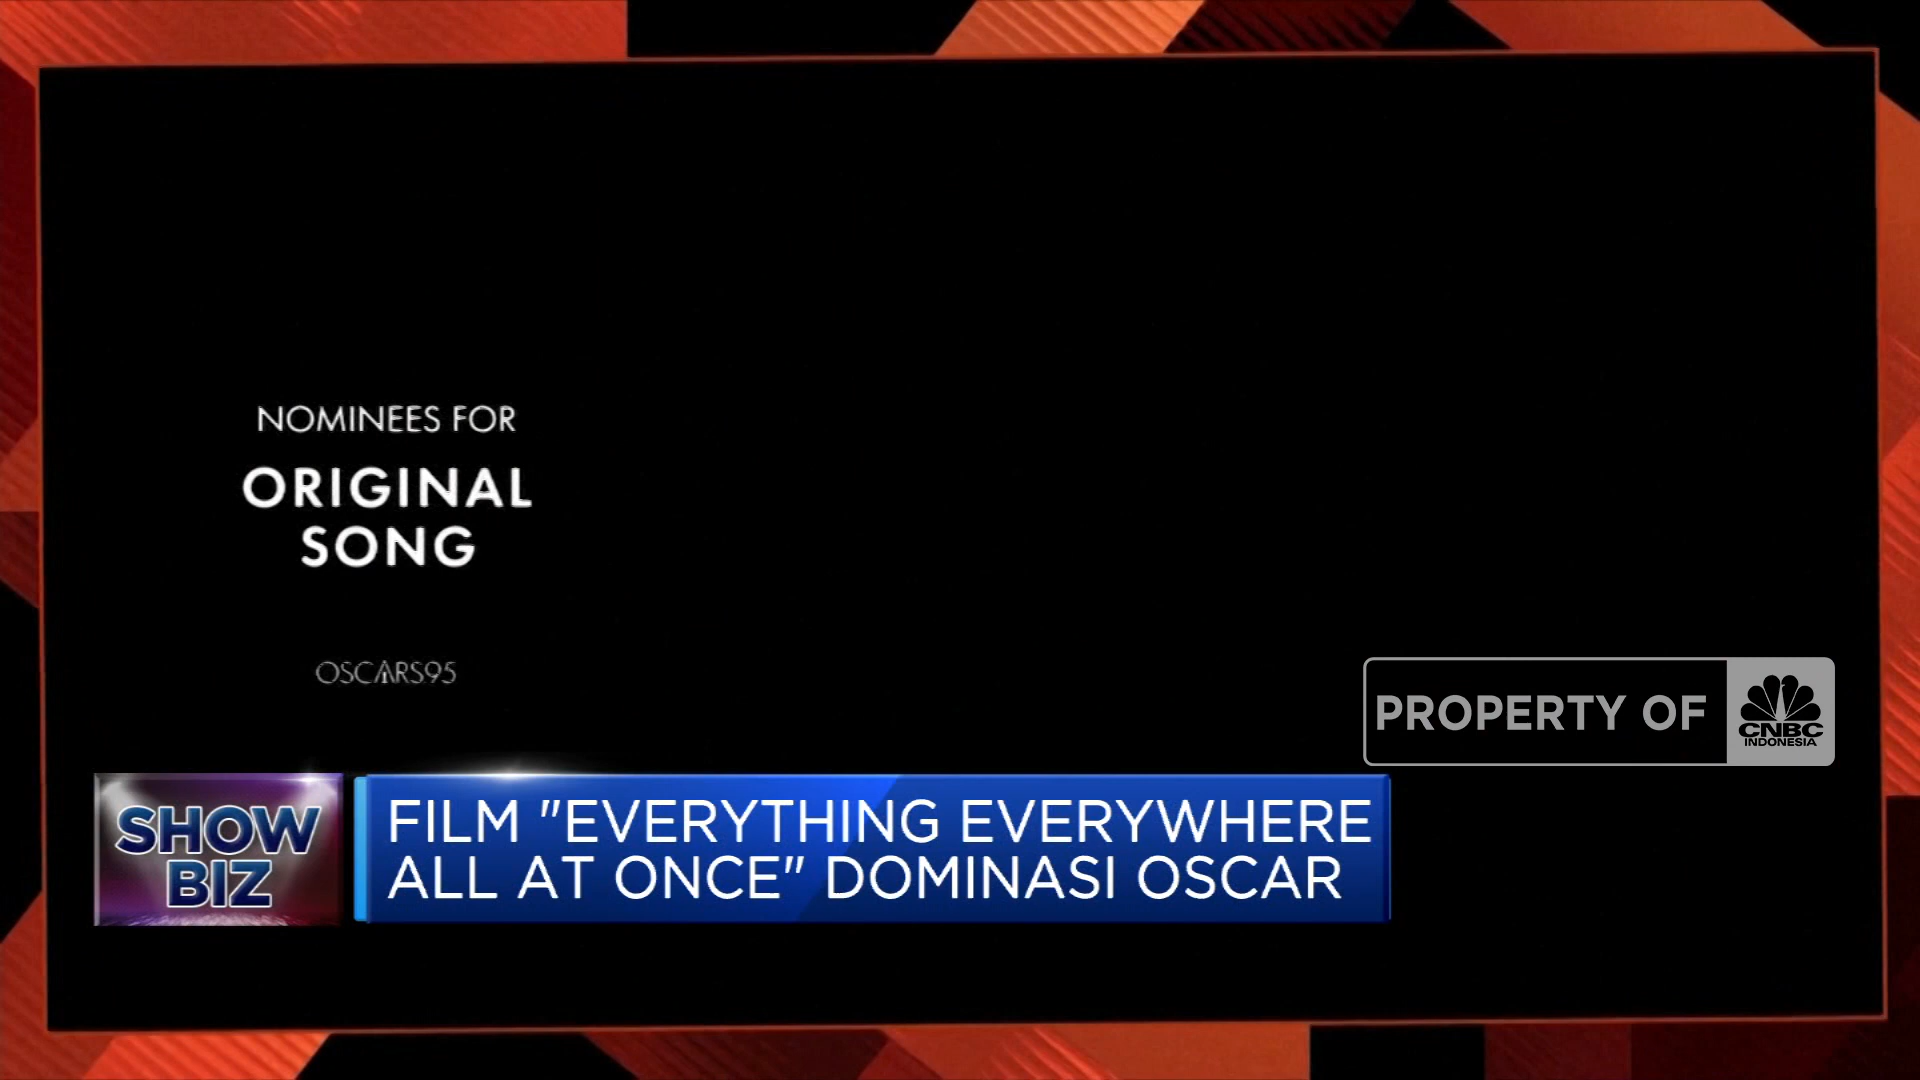 NOMINEES FOR
ORIGINAL
SONG
OSCARS95
PROPERTY OF
CNBC
INDONESIA
SHOW
BIZ
FILM "EVERYTHING EVERYWHERE
ALL AT ONCE" DOMINASI OSCAR